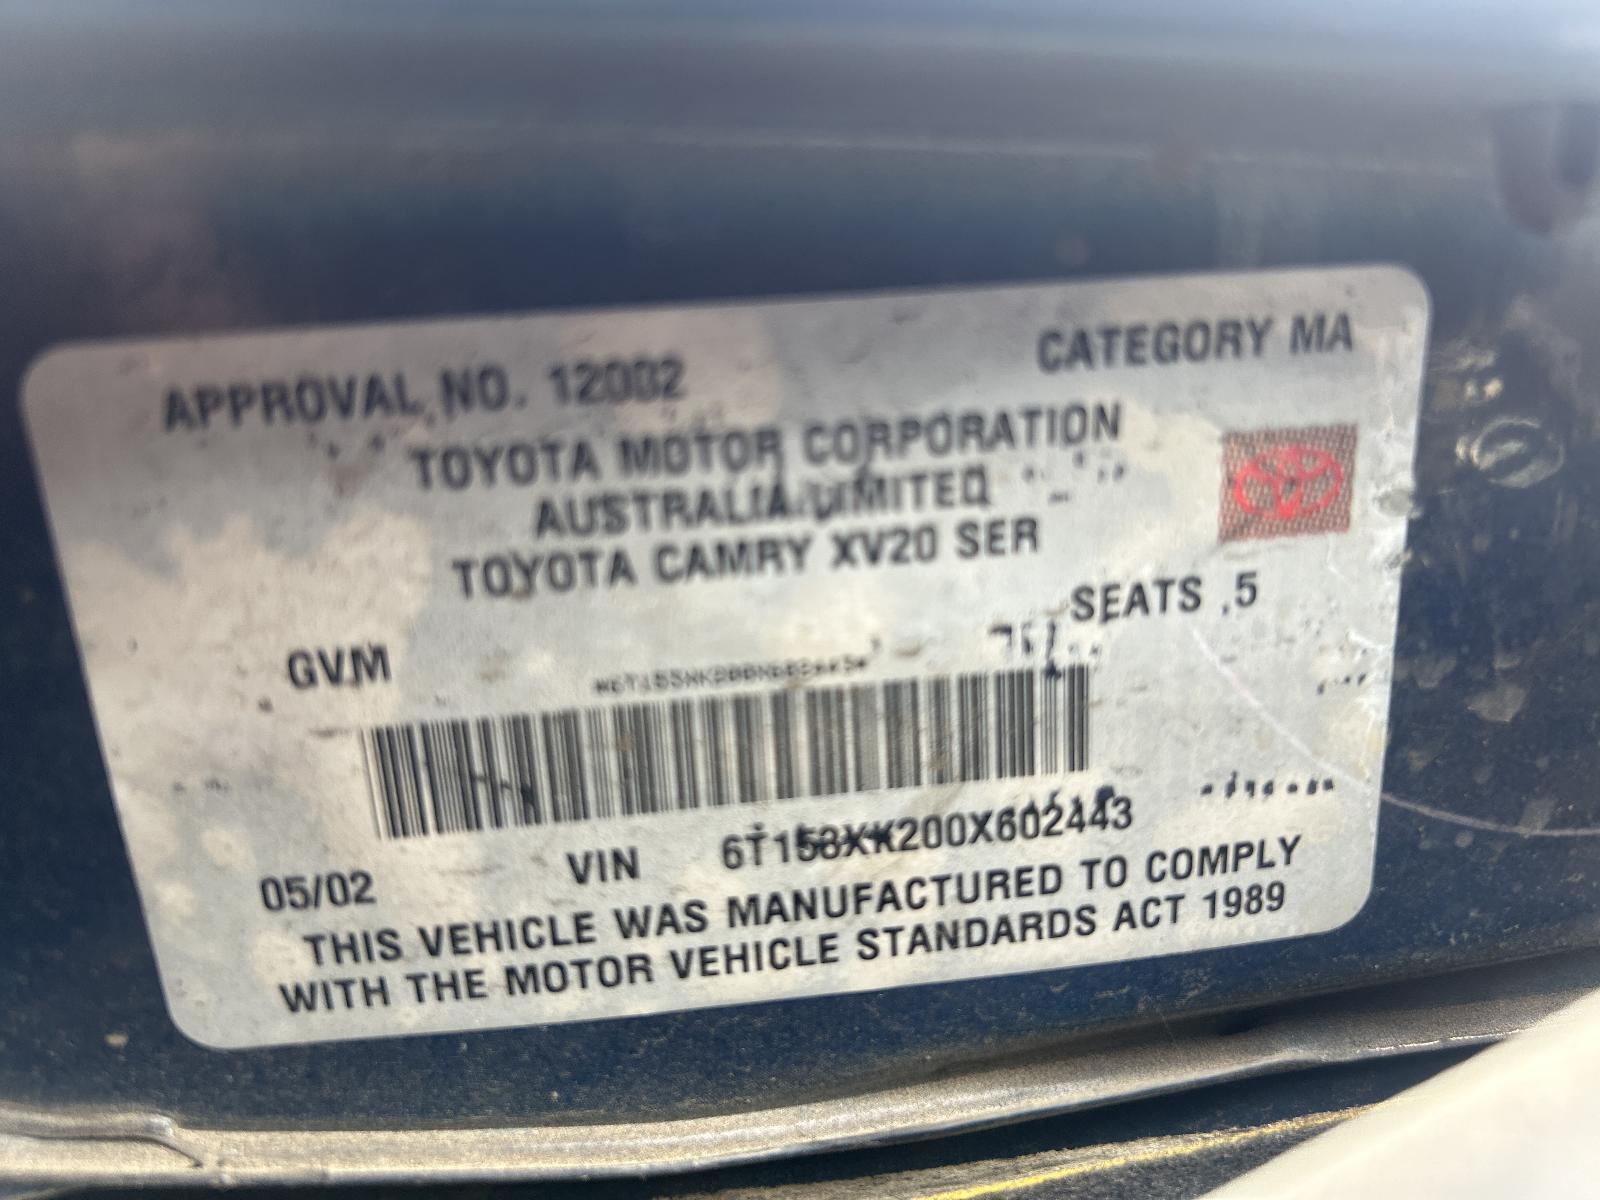 APPROVAL NO. 12002
CATEGORY MA
TOYOTA MOTOR CORPORATION
AUSTRALIA LIMITED
TOYOTA CAMRY XV20 SER
SEATS 5
GVM
05/02 VIN 6T153XK200X602443
THIS VEHICLE WAS MANUFACTURED TO COMPLY
WITH THE MOTOR VEHICLE STANDARDS ACT 1989